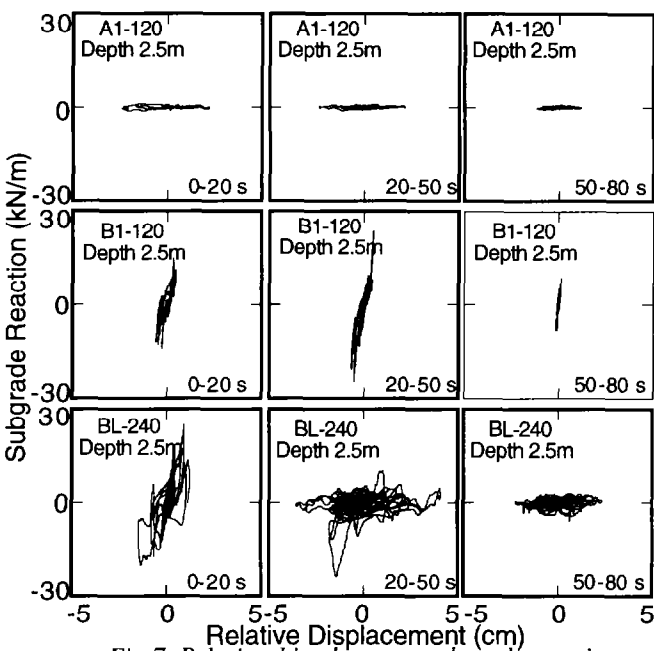 Subgrade Reaction (kN/m)
30
0
-30
A1-120
Depth 2.5m
0-20 s
A1-120
Depth 2.5m
20-50 s
A1-120
Depth 2.5m
50-80 s
30
0
-30
B1-120
Depth 2.5m
0-20 s
B1-120
Depth 2.5m
20-50 s
B1-120
Depth 2.5m
50-80 s
30
0
-30
BL-240
Depth 2.5m
0-20 s
BL-240
Depth 2.5m
20-50 s
BL-240
Depth 2.5m
50-80 s
-5 0 5 -5 0 5 -5 0 5
Relative Displacement (cm)